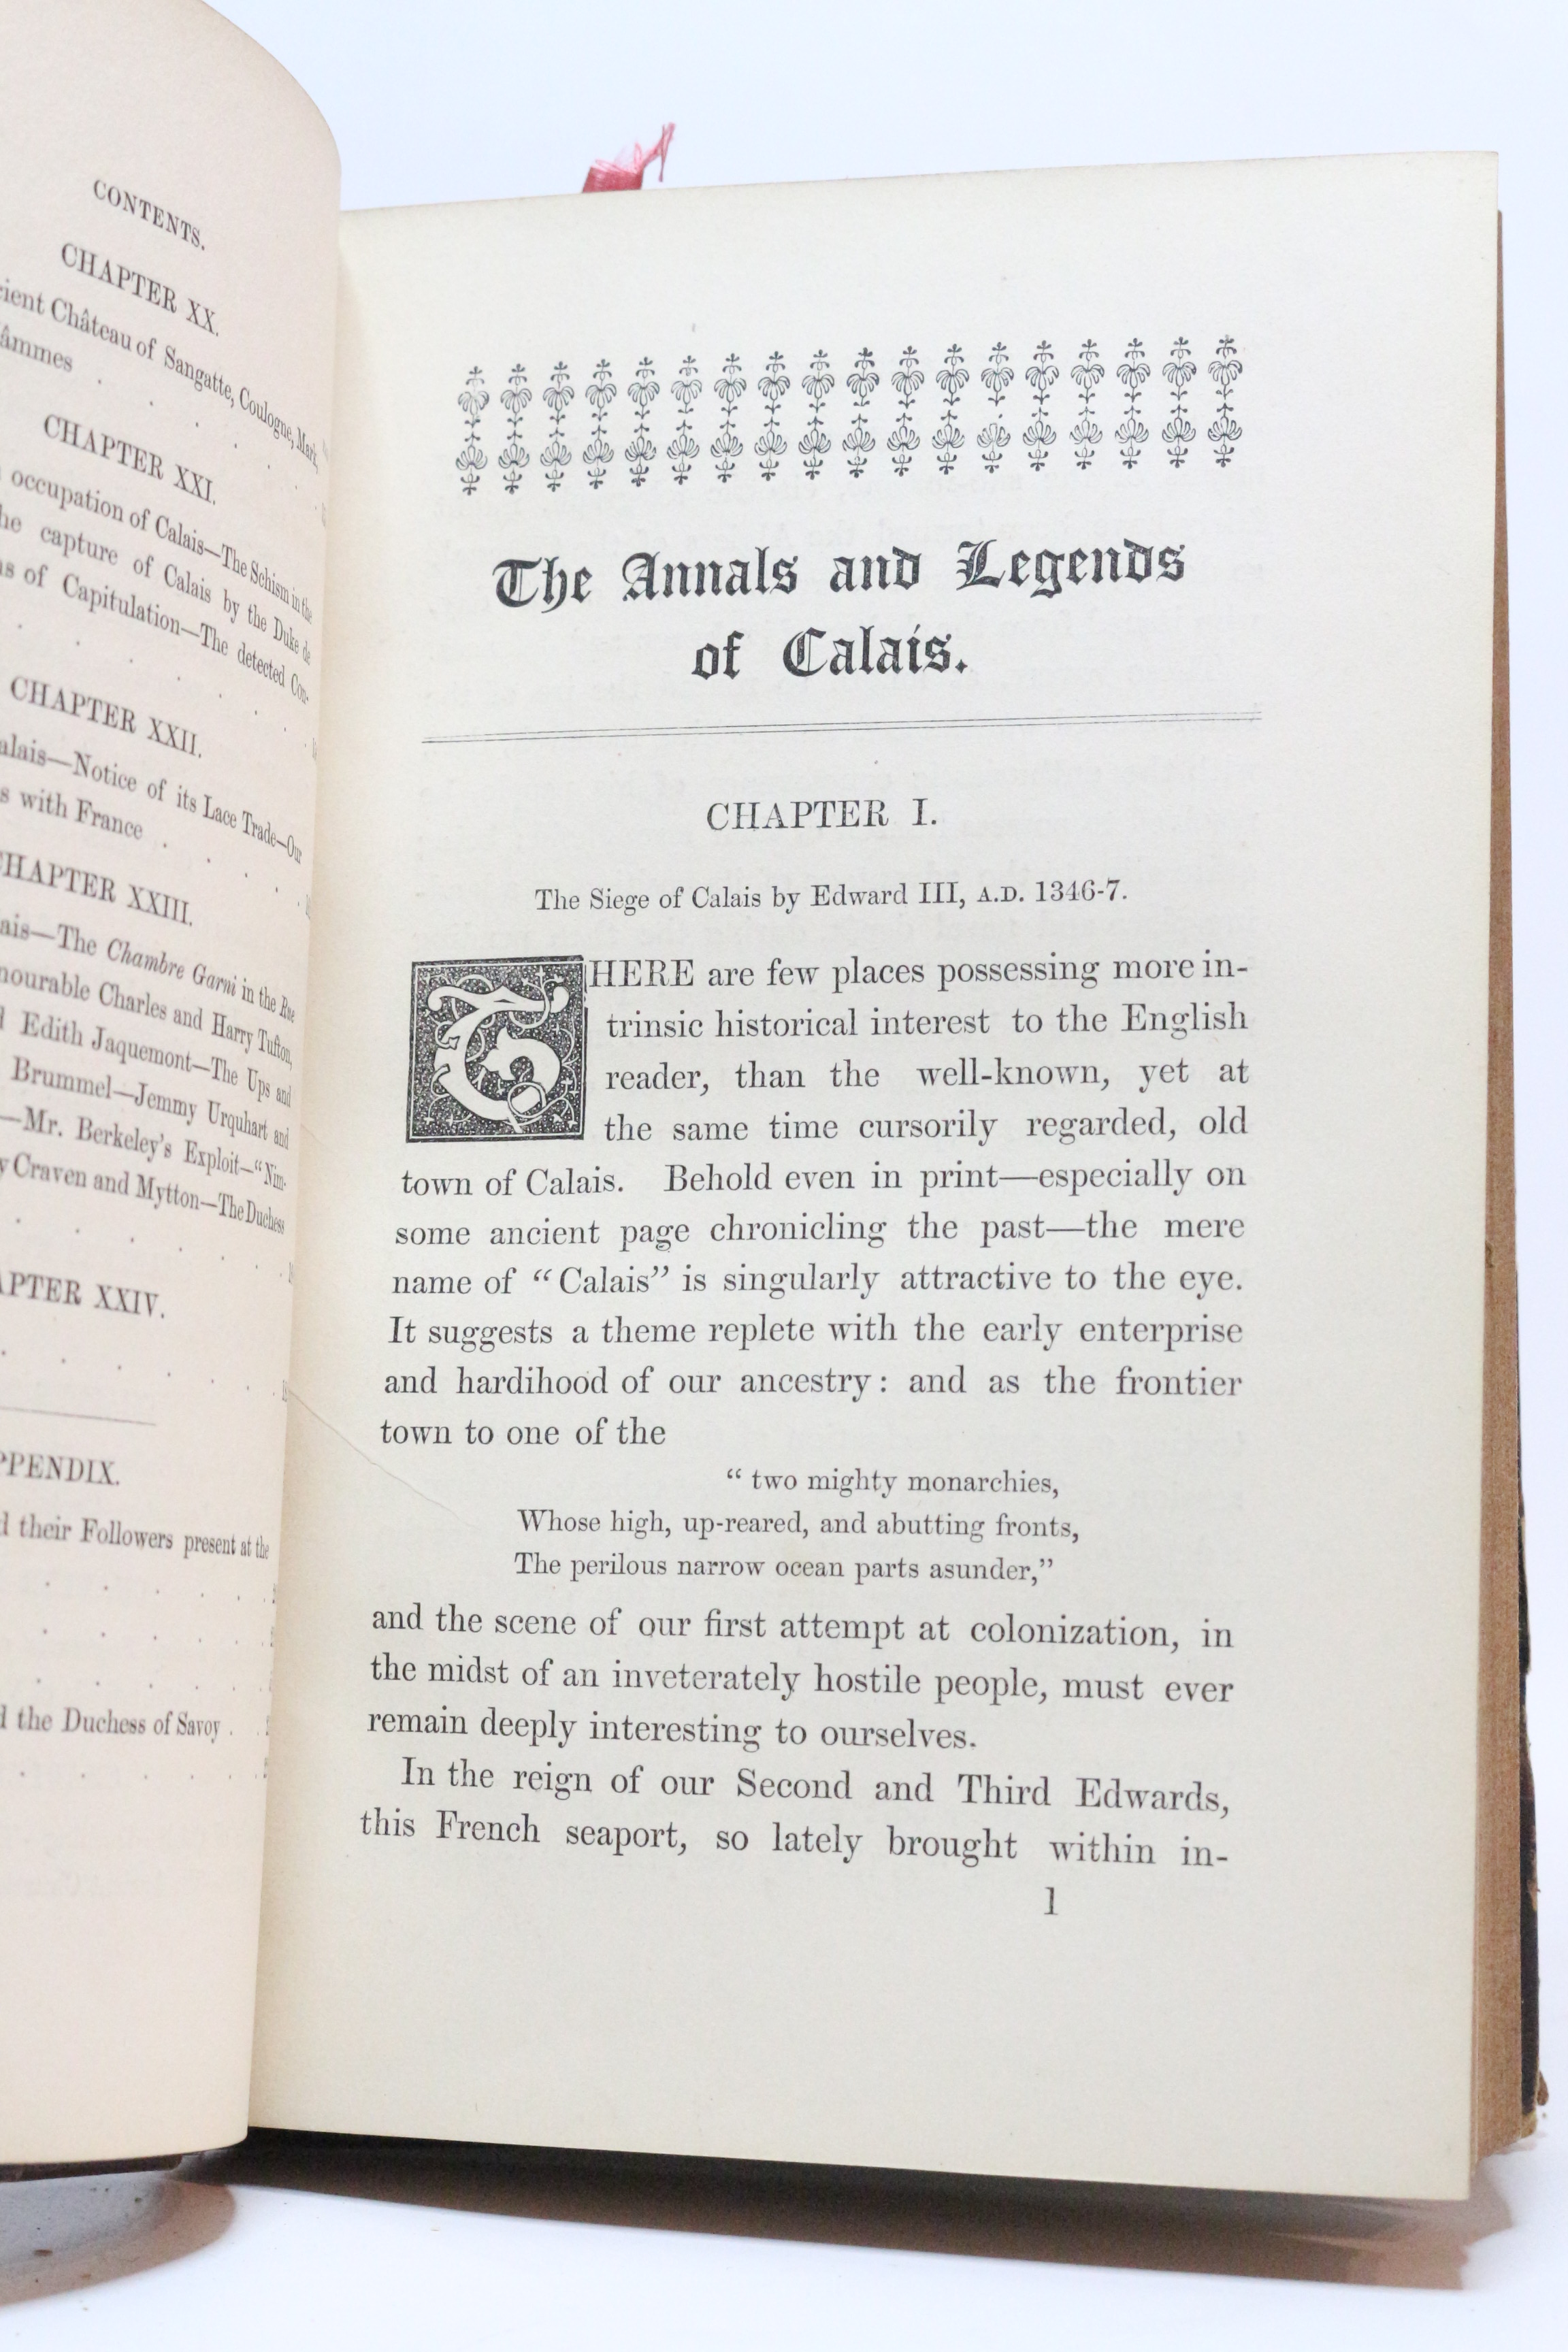 CONTENTS.
CHAPTER XX.
Château of Sangatte, Coulogne, Mark,
CHAPTER XXI.
occupation of Calais—The Schism in the
capture of Calais by the Duke de
of Capitulation—The detected Con-
CHAPTER XXII.
—Notice of its Lace Trade—Our
with France
CHAPTER XXIII.
—The Chambre Garni in the Rue
Charles and Harry Tufton,
Edith Jaquemont—The Ups and
Brummel—Jemmy Urquhart and
—Mr. Berkeley's Exploit—"Nim-
Craven and Mytton—The Duchess
XXIV.
their Followers present at the
the Duchess of Savoy .
The Annals and Legends
of Calais.
CHAPTER I.
The Siege of Calais by Edward III, A.D. 1346-7.
THERE are few places possessing more in-
trinsic historical interest to the English
reader, than the well-known, yet at
the same time cursorily regarded, old
town of Calais. Behold even in print—especially on
some ancient page chronicling the past—the mere
name of "Calais" is singularly attractive to the eye.
It suggests a theme replete with the early enterprise
and hardihood of our ancestry: and as the frontier
town to one of the
"two mighty monarchies,
Whose high, up-reared, and abutting fronts,
The perilous narrow ocean parts asunder,"
and the scene of our first attempt at colonization, in
the midst of an inveterately hostile people, must ever
remain deeply interesting to ourselves.
In the reign of our Second and Third Edwards,
this French seaport, so lately brought within in-
1